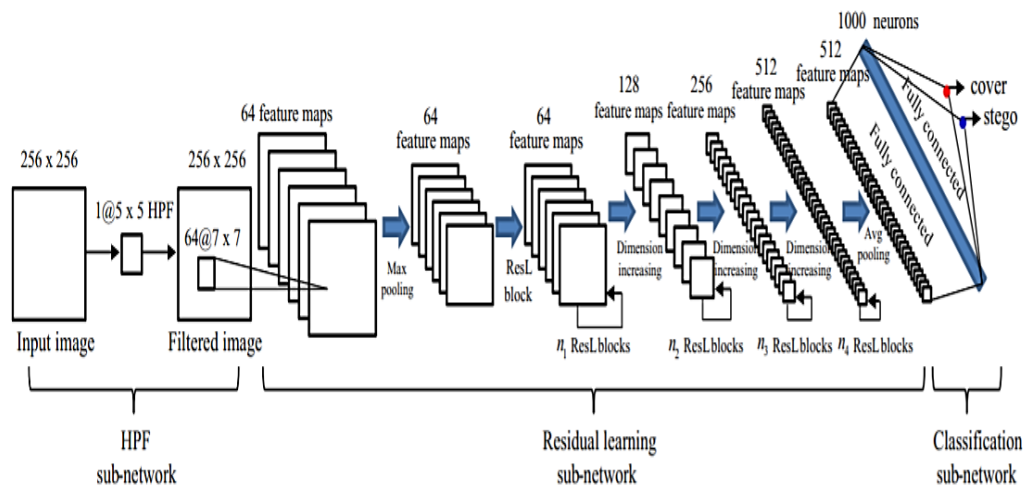 1000 neurons
512
feature maps
512
feature maps
256
feature maps
128
feature maps
64
feature maps
64
feature maps
64 feature maps
cover
stego
Fully connected
Fully connected
256 x 256
256 x 256
1@5 x 5 HPF
64@7 x 7
Max
pooling
ResL
block
Dimension
increasing
Dimension
increasing
Dimension
increasing
Avg
pooling
Input image
Filtered image
n1 ResL blocks
n2 ResL blocks
n3 ResL blocks
n4 ResL blocks
HPF
sub-network
Residual learning
sub-network
Classification
sub-network